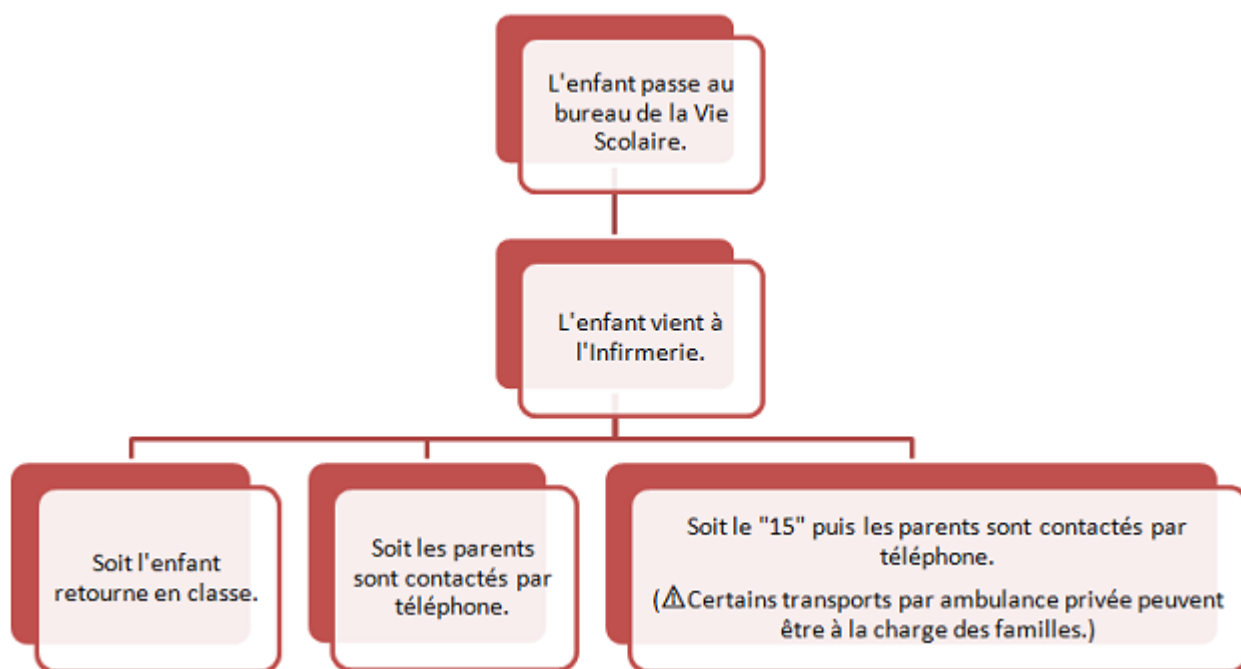 L'enfant passe au
bureau de la Vie
Scolaire.
L'enfant vient à
l'Infirmerie.
Soit l'enfant
retourne en classe.
Soit les parents
sont contactés par
téléphone.
Soit le "15" puis les parents sont contactés par
téléphone.
(⚠Certains transports par ambulance privée peuvent
être à la charge des familles.)